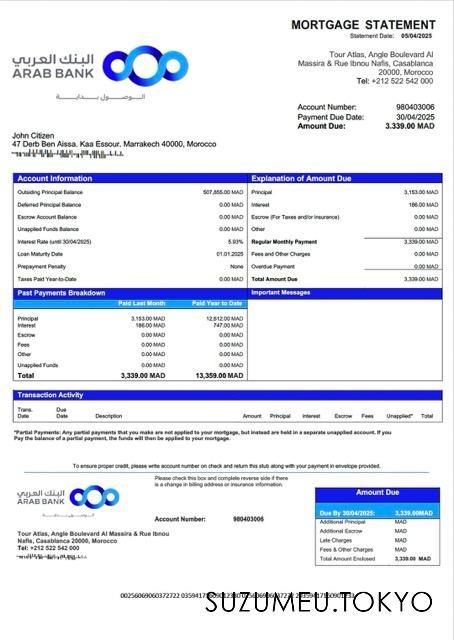 MORTGAGE STATEMENT
Statement Date: 05/04/2025
البنك العربي
ARAB BANK
الوصول بداية
Tour Atlas, Angle Boulevard Al
Massira & Rue Ibnou Nafis, Casablanca
20000, Morocco
Tel: +212 522 542 000
Account Number: 980403006
Payment Due Date: 30/04/2025
Amount Due: 3.339.00 MAD
John Citizen
47 Derb Ben Aissa. Kaa Essour, Marrakech 40000, Morocco
Account Information
Outsiding Principal Balance 507,855.00 MAD
Deferred Principal Balance 0.00 MAD
Escrow Account Balance 0.00 MAD
Unapplied Funds Balance 0.00 MAD
Interest Rate (until 30/04/2025) 5.93%
Loan Maturity Date 01.01.2025
Prepayment Penalty None
Taxes Paid Year-to-Date 0.00 MAD
Explanation of Amount Due
Principal 3,153.00 MAD
Interest 186.00 MAD
Escrow (For Taxes and/or insurance) 0.00 MAD
Other 0.00 MAD
Regular Monthly Payment 3,339.00 MAD
Fees and Other Charges 0.00 MAD
Overdue Payment 0.00 MAD
Total Amount Due 3,339.00 MAD
Past Payments Breakdown
Paid Last Month Paid Year to Date
Principal 3,153.00 MAD 12,612.00 MAD
Interest 186.00 MAD 747.00 MAD
Escrow 0.00 MAD 0.00 MAD
Fees 0.00 MAD 0.00 MAD
Other 0.00 MAD 0.00 MAD
Unapplied Funds 0.00 MAD 0.00 MAD
Total 3,339.00 MAD 13,359.00 MAD
Important Messages
Transaction Activity
Trans. Date Due Date Description Amount Principal Interest Escrow Fees Unapplied* Total
*Partial Payments: Any partial payments that you make are not applied to your mortgage, but instead are held in a separate unapplied account. If you
Pay the balance of a partial payment, the funds will then be applied to your mortgage.
To ensure proper credit, please write account number on check and return this stub along with your payment in envelope provided.
Please check this box and complete reverse side if there
is a change in billing address or insurance information.
البنك العربي
ARAB BANK
Account Number: 980403006
Tour Atlas, Angle Boulevard Al Massira & Rue Ibnou
Nafis, Casablanca 20000, Morocco
Tel: +212 522 542 000
Amount Due
Due By 30/04/2025: 3,339.00MAD
Additional Principal MAD
Additional Escrow MAD
Late Charges MAD
Fees & Other Charges MAD
Total Amount Enclosed 3,339.00 MAD
SUZUMEU.TOKYO